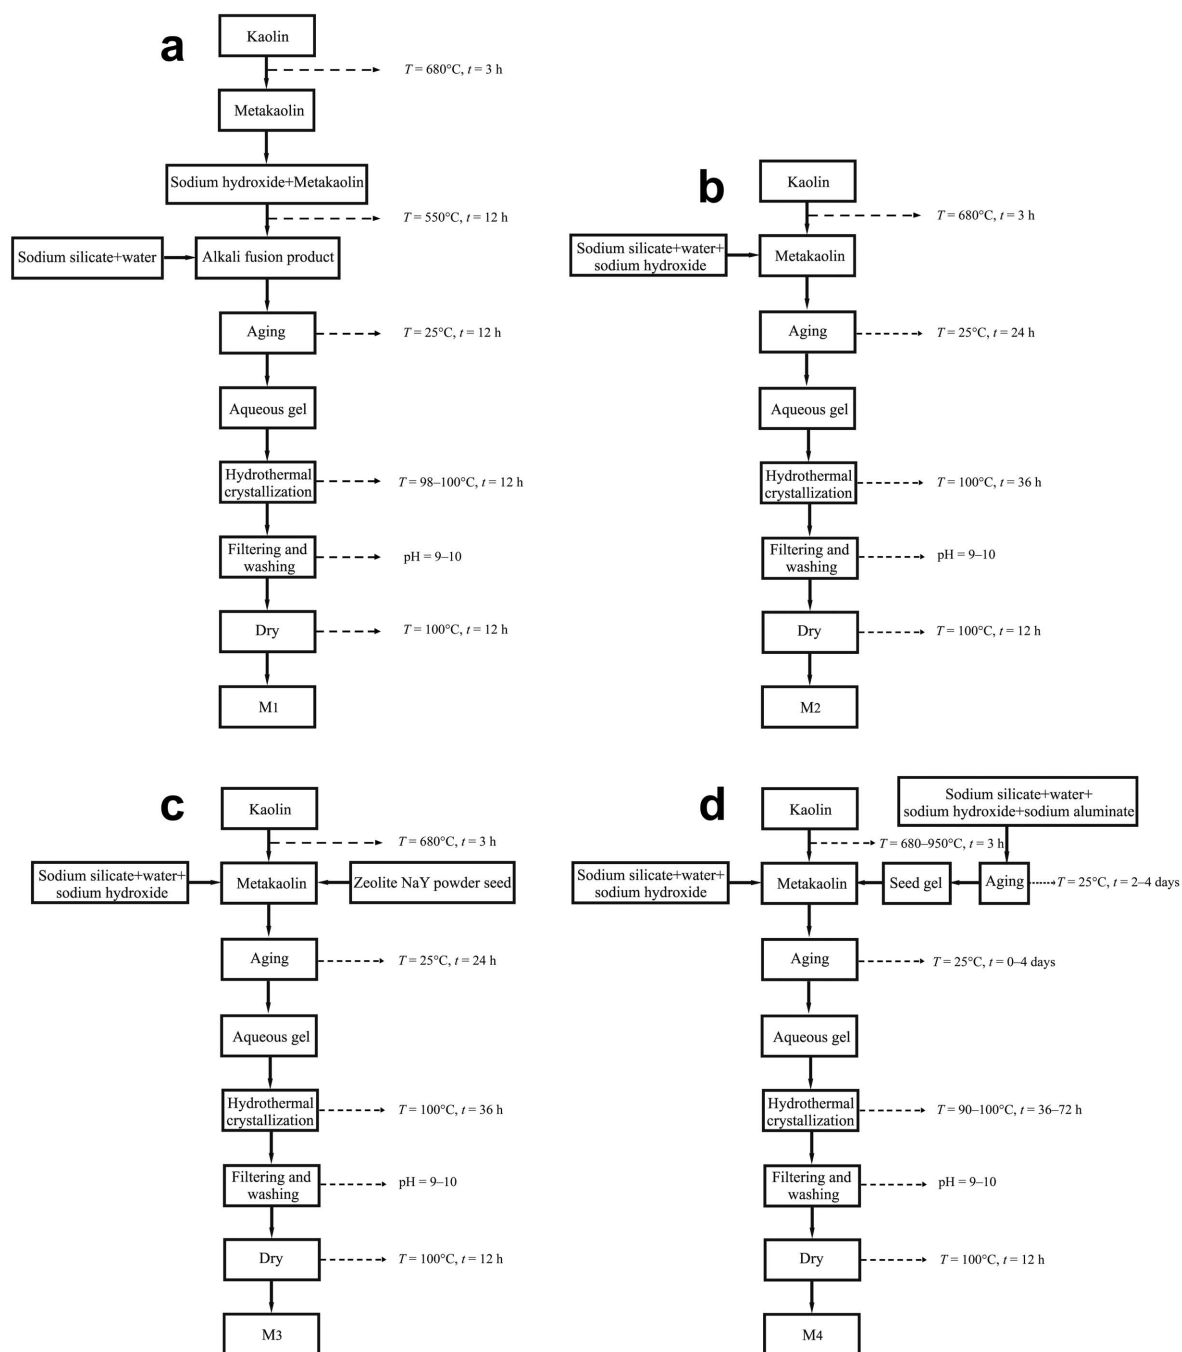 a
Kaolin
T = 680°C, t = 3 h
Metakaolin
Sodium hydroxide+Metakaolin
T = 550°C, t = 12 h
Sodium silicate+water
Alkali fusion product
Aging
T = 25°C, t = 12 h
Aqueous gel
Hydrothermal
crystallization
T = 98–100°C, t = 12 h
Filtering and
washing
pH = 9–10
Dry
T = 100°C, t = 12 h
M1
b
Kaolin
T = 680°C, t = 3 h
Sodium silicate+water+
sodium hydroxide
Metakaolin
Aging
T = 25°C, t = 24 h
Aqueous gel
Hydrothermal
crystallization
T = 100°C, t = 36 h
Filtering and
washing
pH = 9–10
Dry
T = 100°C, t = 12 h
M2
c
Kaolin
T = 680°C, t = 3 h
Sodium silicate+water+
sodium hydroxide
Metakaolin
Zeolite NaY powder seed
Aging
T = 25°C, t = 24 h
Aqueous gel
Hydrothermal
crystallization
T = 100°C, t = 36 h
Filtering and
washing
pH = 9–10
Dry
T = 100°C, t = 12 h
M3
d
Kaolin
Sodium silicate+water+
sodium hydroxide+sodium aluminate
T = 680–950°C, t = 3 h
Sodium silicate+water+
sodium hydroxide
Metakaolin
Seed gel
Aging
T = 25°C, t = 2–4 days
Aging
T = 25°C, t = 0–4 days
Aqueous gel
Hydrothermal
crystallization
T = 90–100°C, t = 36–72 h
Filtering and
washing
pH = 9–10
Dry
T = 100°C, t = 12 h
M4